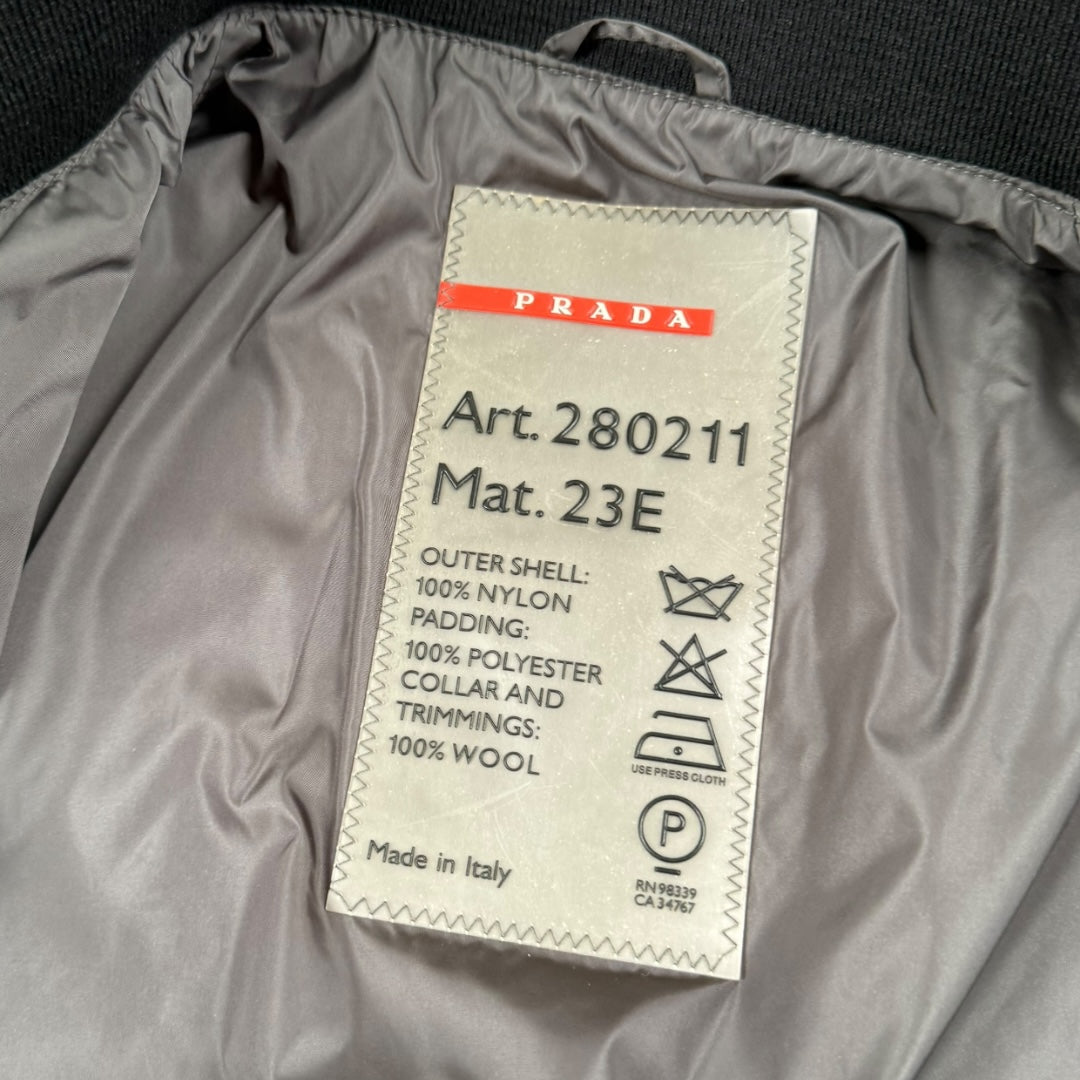 PRADA
Art. 280211
Mat. 23E
OUTER SHELL:
100% NYLON
PADDING:
100% POLYESTER
COLLAR AND
TRIMMINGS:
100% WOOL
USE PRESS CLOTH
P
RN 98339
CA 34767
Made in Italy